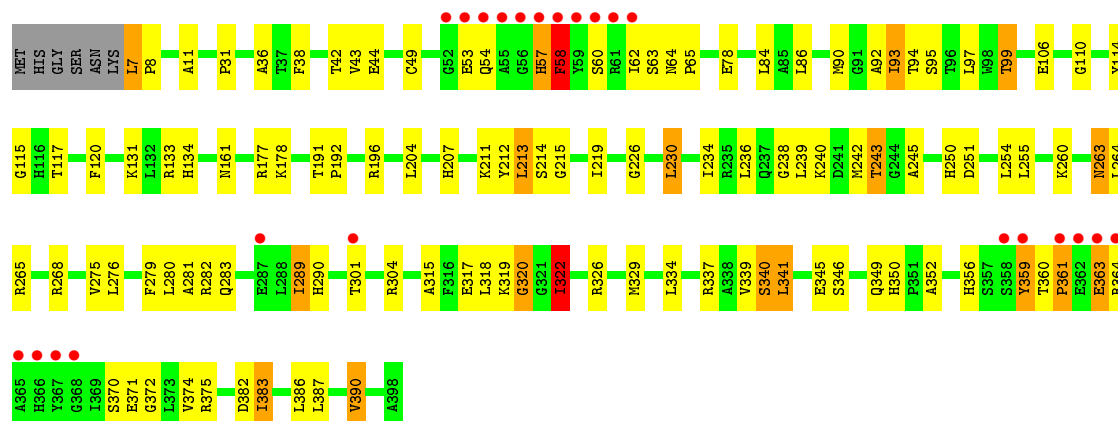 MET HIS GLY SER ASN LYS L7 P8 A11 P31 A36 T37 F38 T42 V43 E44 C49 G52 E53 Q54 A55 G56 H57 F58 Y59 S60 R61 I62 S63 N64 P65 E78 L84 A85 L86 M90 G91 A92 I93 T94 S95 T96 L97 W98 T99 E106 G110 Y114
G115 H116 T117 F120 K131 L132 R133 H134 N161 R177 K178 T191 P192 R196 L204 H207 K211 Y212 L213 S214 G215 I219 G226 L230 I234 R235 L236 Q237 G238 L239 K240 D241 M242 T243 G244 A245 H250 D251 L254 L255 K260 N263 L264
R265 R268 V275 L276 F279 L280 A281 R282 Q283 E287 L288 I289 H290 T301 R304 A315 F316 E317 L318 K319 G320 G321 I322 R326 M329 L334 R337 A338 V339 S340 L341 E345 S346 Q349 H350 P351 A352 H356 S357 S358 Y359 T360 P361 E362 E363 R364
A365 H366 Y367 G368 I369 S370 E371 G372 L373 V374 R375 D382 I383 L386 L387 V390 A398